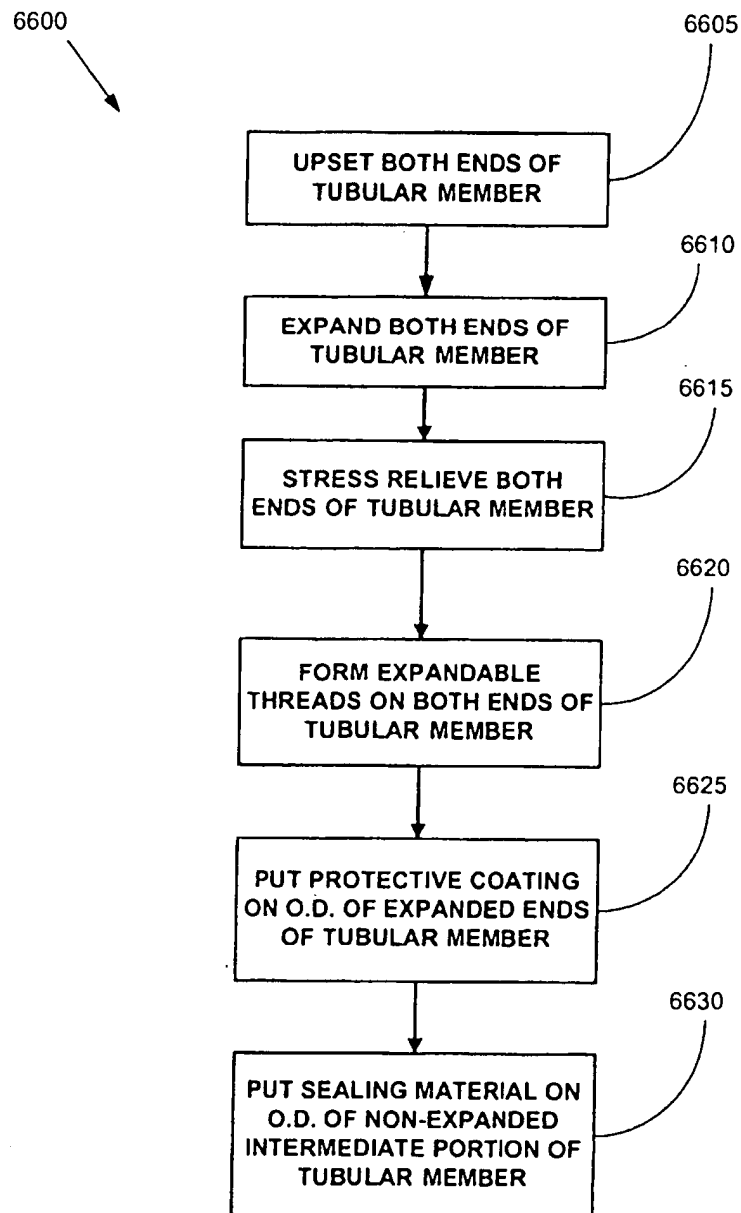 6600
6605
UPSET BOTH ENDS OF
TUBULAR MEMBER
6610
EXPAND BOTH ENDS OF
TUBULAR MEMBER
6615
STRESS RELIEVE BOTH
ENDS OF TUBULAR MEMBER
6620
FORM EXPANDABLE
THREADS ON BOTH ENDS OF
TUBULAR MEMBER
6625
PUT PROTECTIVE COATING
ON O.D. OF EXPANDED ENDS
OF TUBULAR MEMBER
6630
PUT SEALING MATERIAL ON
O.D. OF NON-EXPANDED
INTERMEDIATE PORTION OF
TUBULAR MEMBER